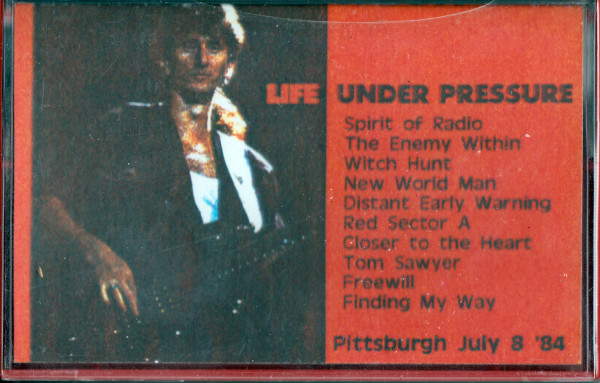 LIFE UNDER PRESSURE
Spirit of Radio
The Enemy Within
Witch Hunt
New World Man
Distant Early Warning
Red Sector A
Closer to the Heart
Tom Sawyer
Freewill
Finding My Way
Pittsburgh July 8 '84